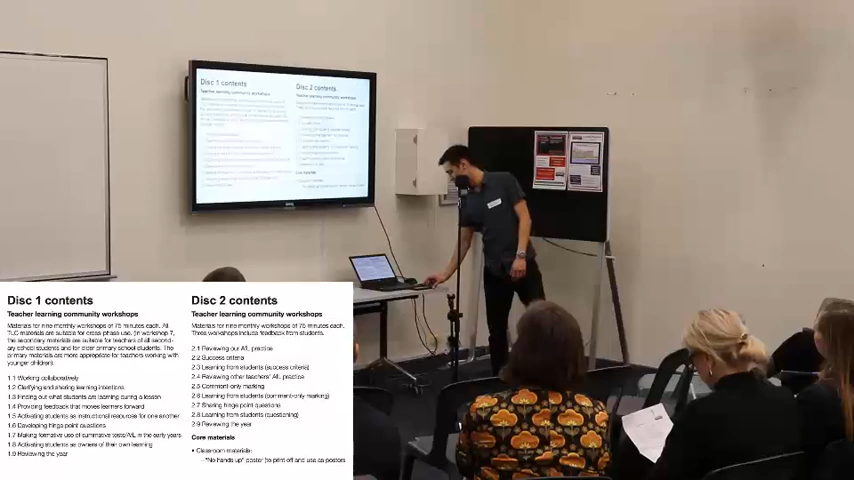 Disc 1 contents
Teacher learning community workshops
Materials for nine monthly workshops of 75 minutes each. All
TLC materials are suitable for cross-phase use. (In workshop 7,
the secondary materials are suitable for teachers of all second-
ary school students and for older primary school students. The
primary materials are more appropriate for teachers working with
younger children).
1.1 Working collaboratively
1.2 Clarifying and sharing learning intentions
1.3 Finding out what students are learning during a lesson
1.4 Providing feedback that moves learners forward
1.5 Activating students as instructional resources for one another
1.6 Developing hinge point questions
1.7 Making formative use of summative tests/AfL in the early years
1.8 Activating students as owners of their own learning
1.9 Reviewing the year
Disc 2 contents
Teacher learning community workshops
Materials for nine monthly workshops of 75 minutes each.
Three workshops include feedback from students.
2.1 Reviewing our AfL practice
2.2 Success criteria
2.3 Learning from students (success criteria)
2.4 Reviewing other teachers' AfL practice
2.5 Comment-only marking
2.6 Learning from students (comment-only marking)
2.7 Sharing hinge point questions
2.8 Learning from students (questioning)
2.9 Reviewing the year
Core materials
• Classroom materials:
- "No hands up" poster (to print off and use as posters
Disc 1 contents
Teacher learning community workshops
Disc 2 contents
Teacher learning community workshops